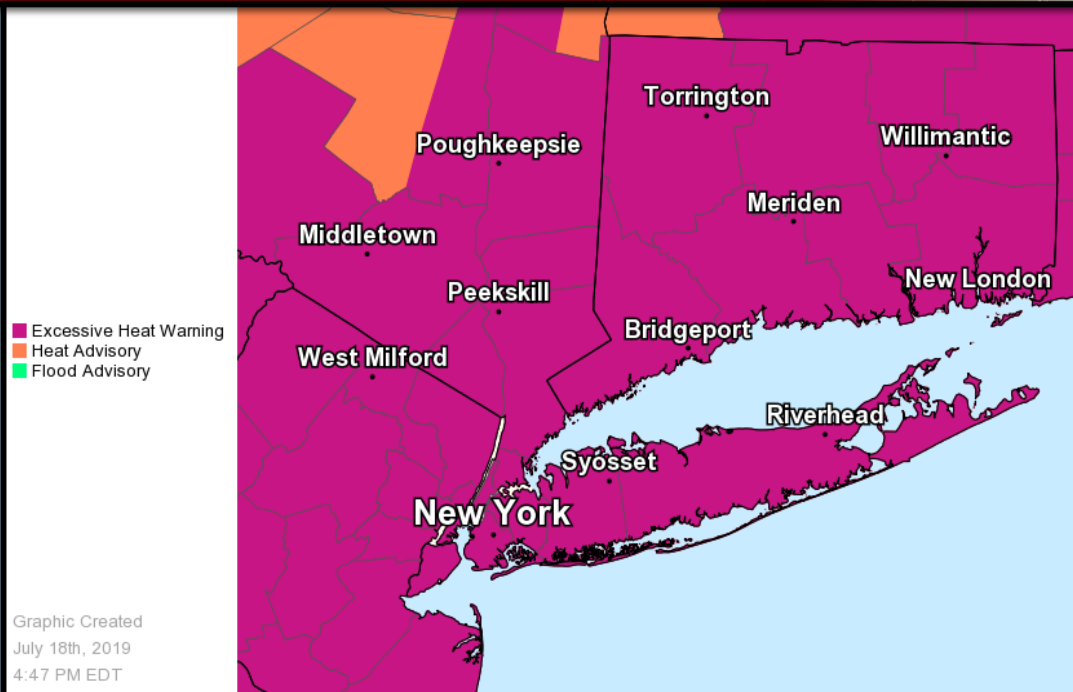 Torrington
Poughkeepsie
Willimantic
Meriden
Middletown
New London
Peekskill
Bridgeport
Excessive Heat Warning
Heat Advisory
West Milford
Flood Advisory
Riverhead
Syosset
New York
Graphic Created
July 18th, 2019
4:47 PM EDT